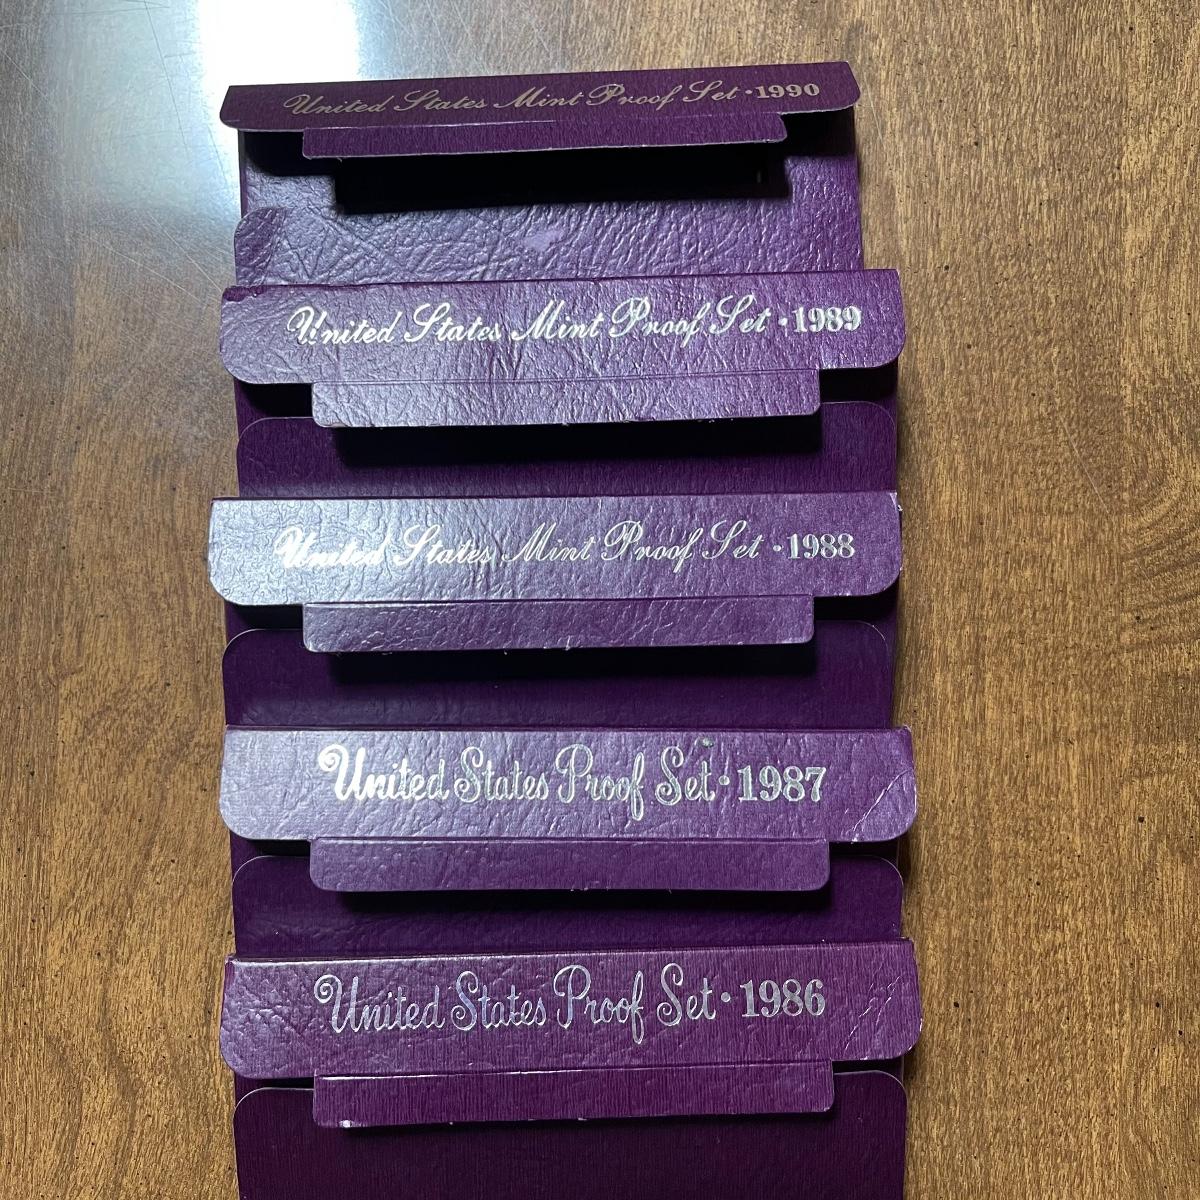 United States Mint Proof Set · 1990
United States Mint Proof Set · 1989
United States Mint Proof Set · 1988
United States Proof Set · 1987
United States Proof Set · 1986